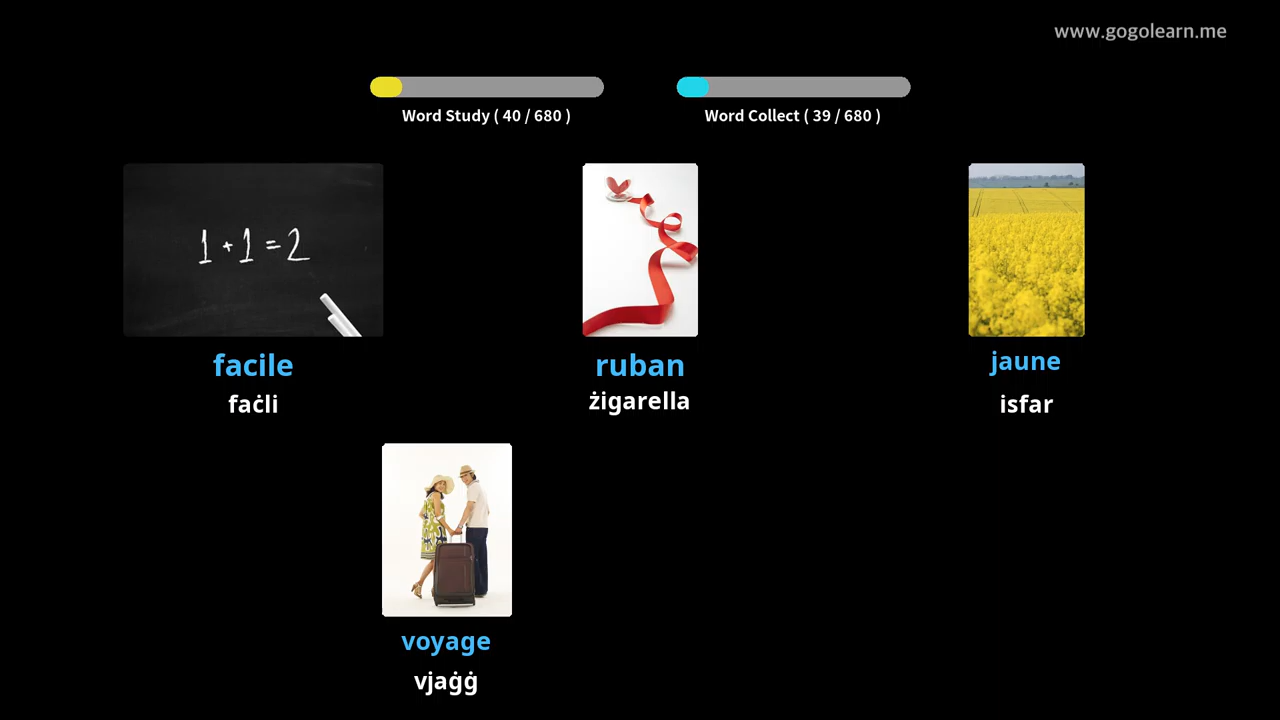 www.gogolearn.me
Word Study ( 40 / 680 )
Word Collect ( 39 / 680 )
1 + 1 = 2
facile
faċli
ruban
żigarella
jaune
isfar
voyage
vjaġġ